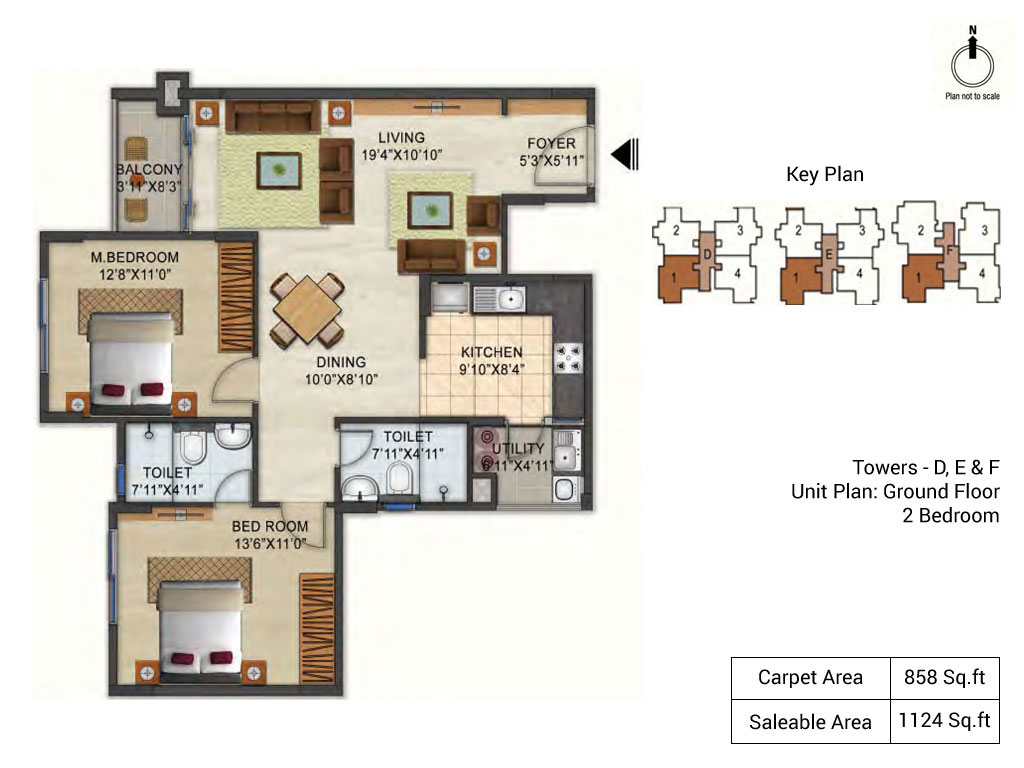 N
Plan not to scale
LIVING
19'4"X10'10"
FOYER
5'3"X5'11"
BALCONY
3'11"X8'3"
Key Plan
2
3
D
1
4
2
3
E
1
4
2
3
F
1
4
M.BEDROOM
12'8"X11'0"
DINING
10'0"X8'10"
KITCHEN
9'10"X8'4"
TOILET
7'11"X4'11"
TOILET
7'11"X4'11"
UTILITY
6'11"X4'11"
BED ROOM
13'6"X11'0"
Towers - D, E & F
Unit Plan: Ground Floor
2 Bedroom
Carpet Area 858 Sq.ft
Saleable Area 1124 Sq.ft